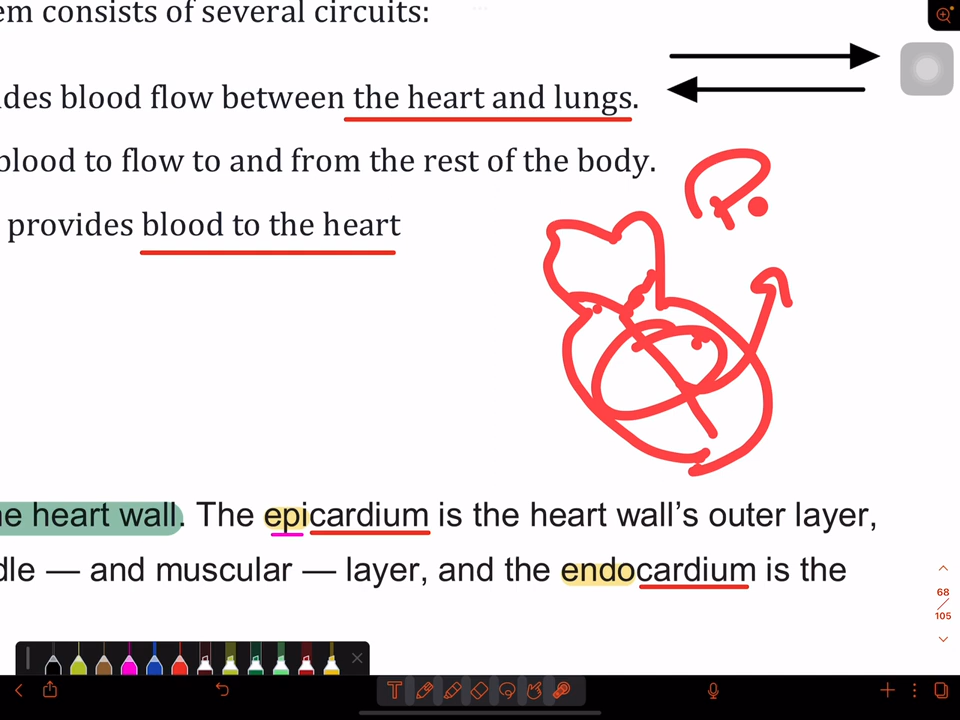 em consists of several circuits:
des blood flow between the heart and lungs.
blood to flow to and from the rest of the body.
provides blood to the heart
e heart wall. The epicardium is the heart wall’s outer layer,
dle — and muscular — layer, and the endocardium is the
68
/
105
T